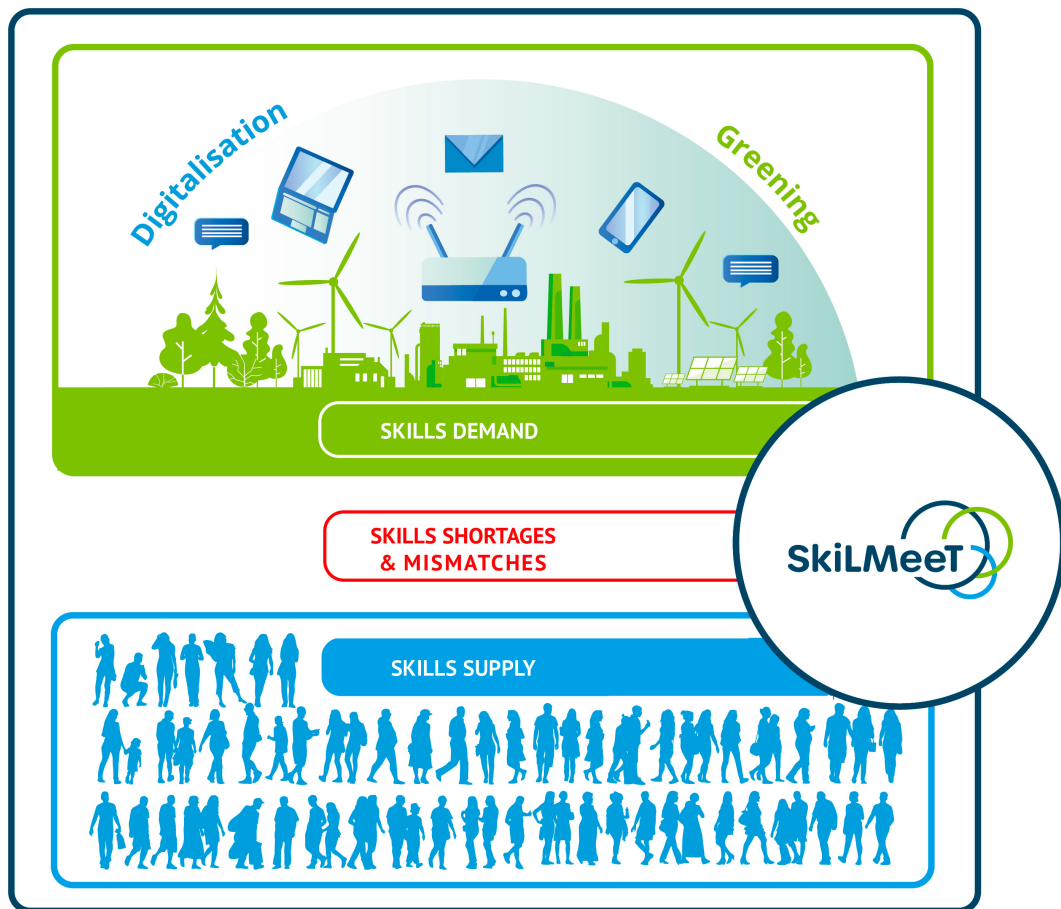 Digitalisation
Greening
SKILLS DEMAND
SKILLS SHORTAGES
& MISMATCHES
SkiLMeeT
SKILLS SUPPLY